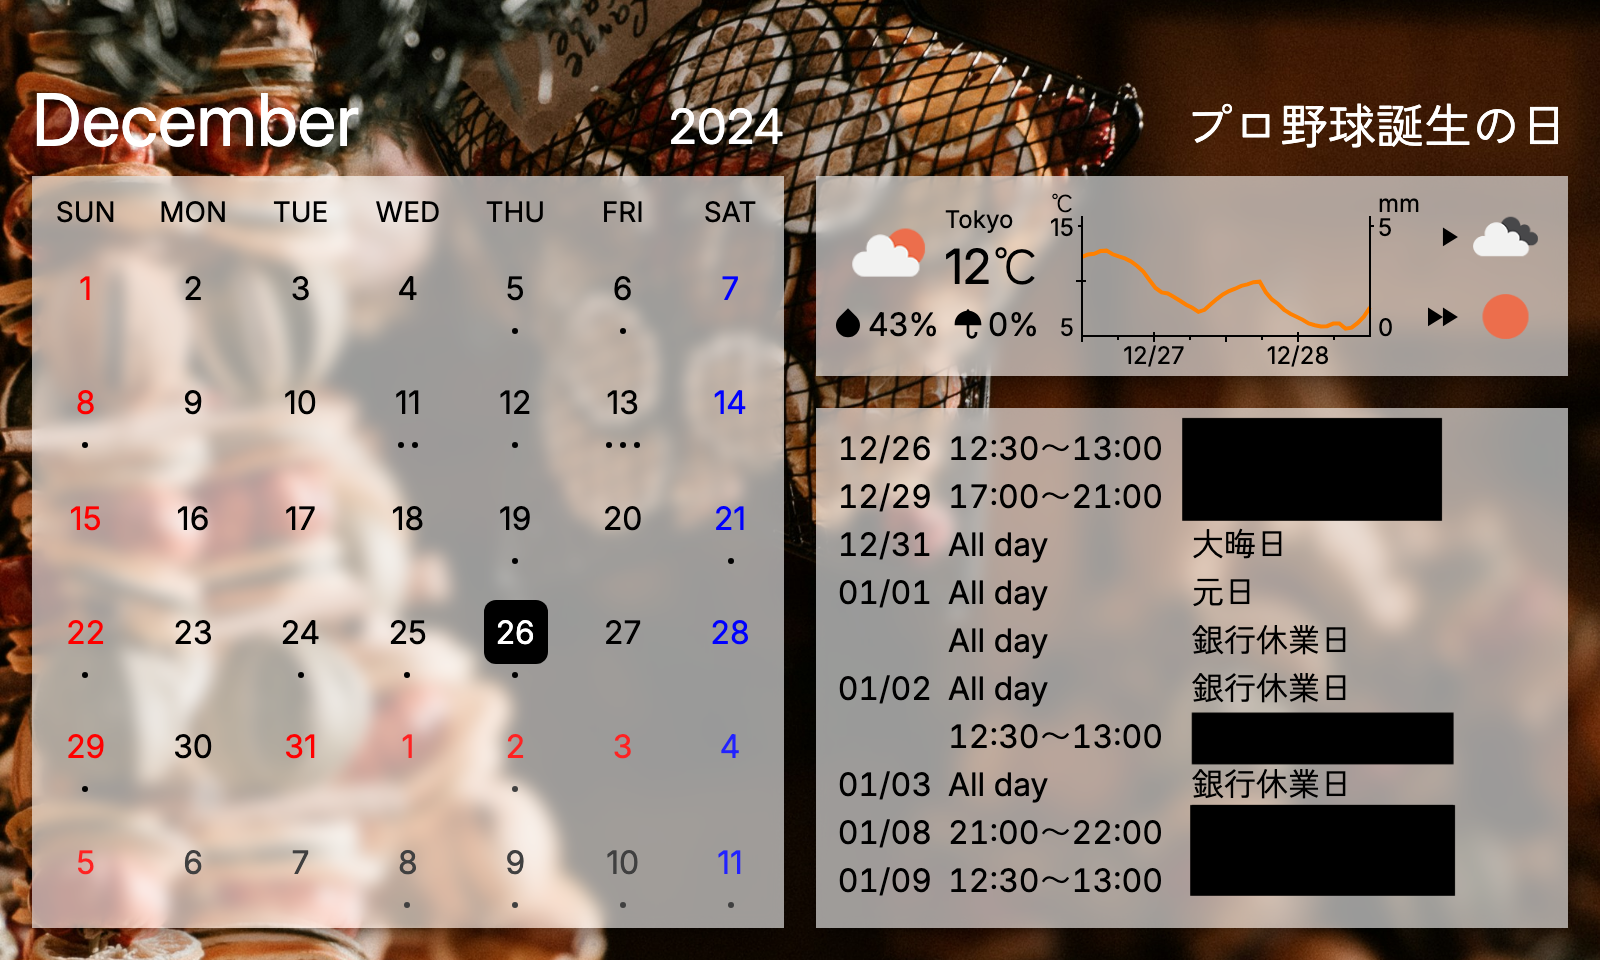 Large
December
2024
プロ野球誕生の日
SUN MON TUE WED THU FRI SAT
1 2 3 4 5 6 7
8 9 10 11 12 13 14
15 16 17 18 19 20 21
22 23 24 25 26 27 28
29 30 31 1 2 3 4
5 6 7 8 9 10 11
Tokyo
12℃
43% 0%
℃
15
5
mm
5
0
12/27 12/28
12/26 12:30〜13:00
12/29 17:00〜21:00
12/31 All day 大晦日
01/01 All day 元日
All day 銀行休業日
01/02 All day 銀行休業日
12:30〜13:00
01/03 All day 銀行休業日
01/08 21:00〜22:00
01/09 12:30〜13:00